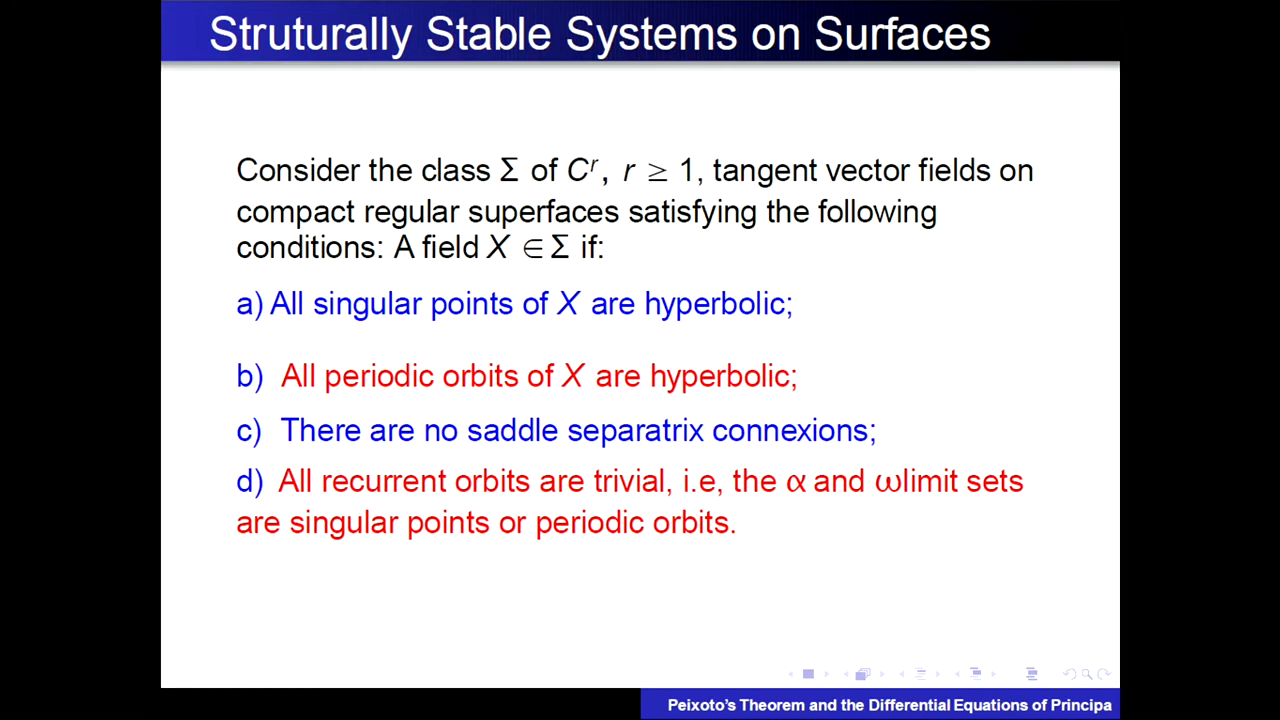 Struturally Stable Systems on Surfaces
Consider the class Σ of Cʳ, r ≥ 1, tangent vector fields on
compact regular superfaces satisfying the following
conditions: A field X ∈ Σ if:
a) All singular points of X are hyperbolic;
b) All periodic orbits of X are hyperbolic;
c) There are no saddle separatrix connexions;
d) All recurrent orbits are trivial, i.e, the α and ωlimit sets
are singular points or periodic orbits.
Peixoto's Theorem and the Differential Equations of Principa